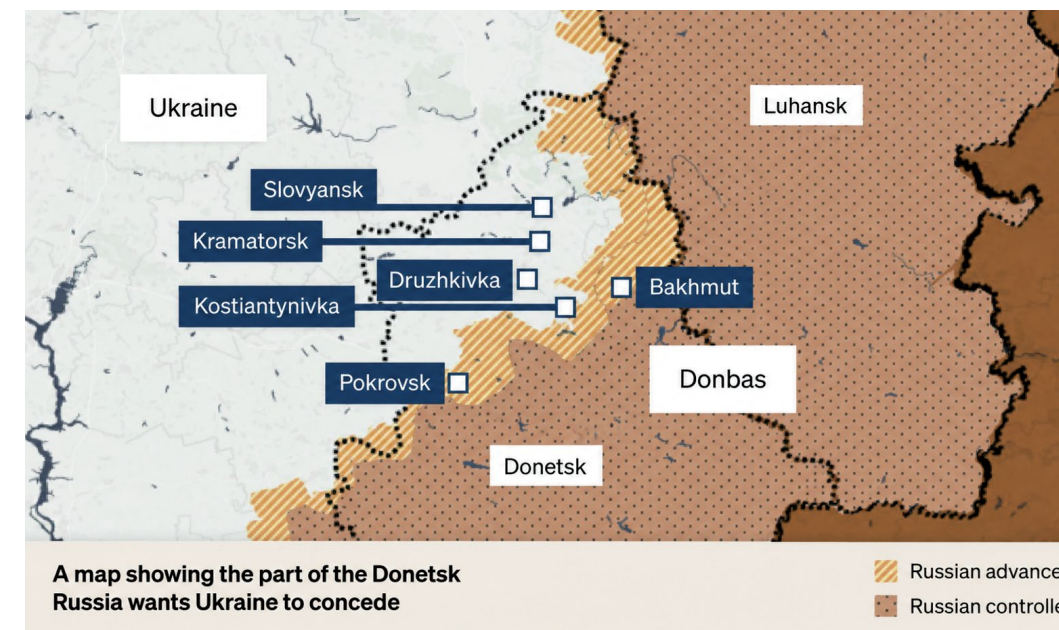 Ukraine
Luhansk
Slovyansk
Kramatorsk
Druzhkivka
Bakhmut
Kostiantynivka
Donbas
Pokrovsk
Donetsk
A map showing the part of the Donetsk
Russia wants Ukraine to concede
Russian advance
Russian controlle